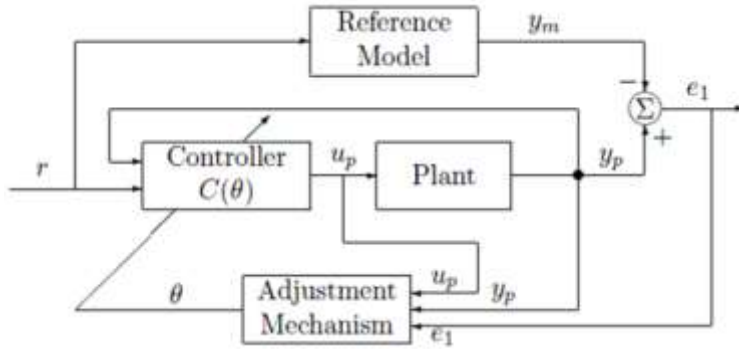 Reference
Model
y_m
−
e_1
Σ
+
r
Controller
C(θ)
u_p
Plant
y_p
θ
Adjustment
Mechanism
u_p
y_p
e_1